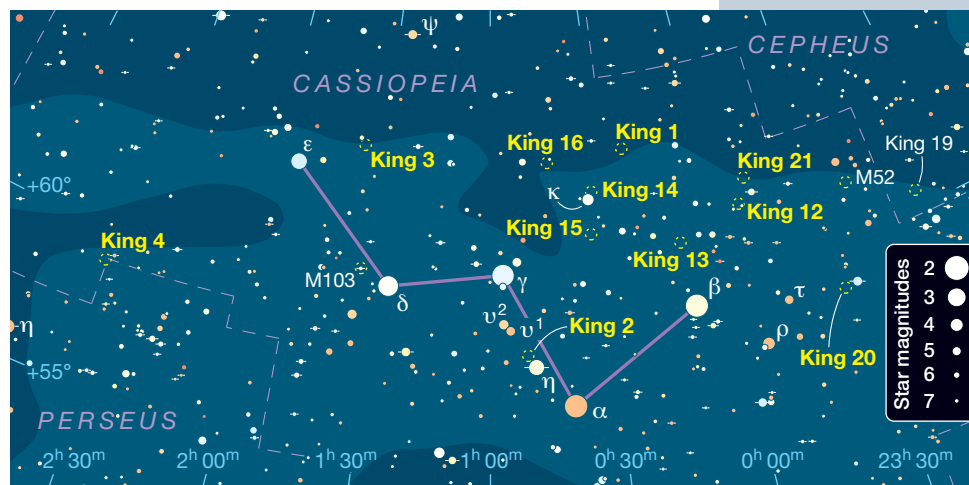 ψ
CEPHEUS
CASSIOPEIA
King 16
King 1
King 19
ε
King 3
King 21
M52
+60°
κ
King 14
King 12
King 4
King 15
King 13
M103
γ
δ
β
τ
υ²
υ¹
King 2
η
ρ
King 20
η
+55°
α
PERSEUS
2ʰ 30ᵐ
2ʰ 00ᵐ
1ʰ 30ᵐ
1ʰ 00ᵐ
0ʰ 30ᵐ
0ʰ 00ᵐ
23ʰ 30ᵐ
Star magnitudes
2
3
4
5
6
7